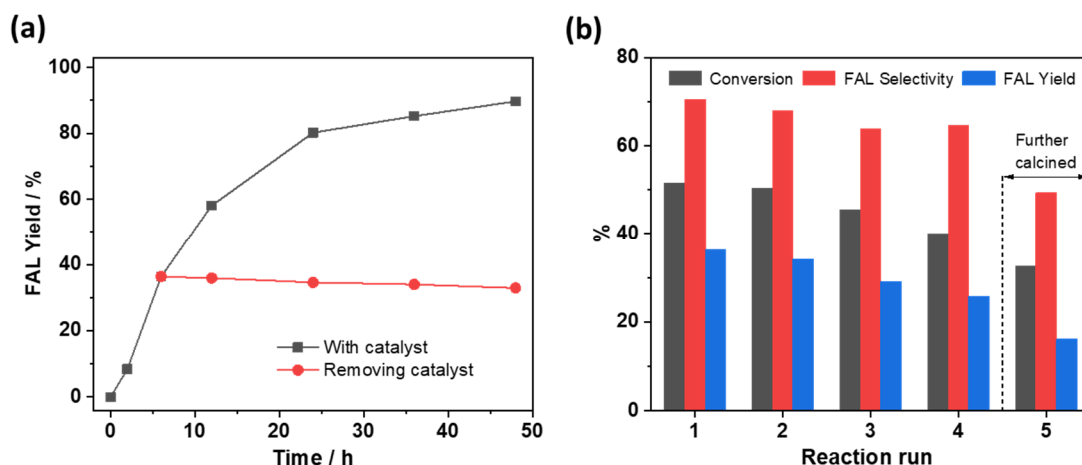 (a)
FAL Yield / %
100
80
60
40
20
0
With catalyst
Removing catalyst
0 10 20 30 40 50
Time / h
(b)
%
80
60
40
20
0
Conversion FAL Selectivity FAL Yield
Further
calcined
1 2 3 4 5
Reaction run